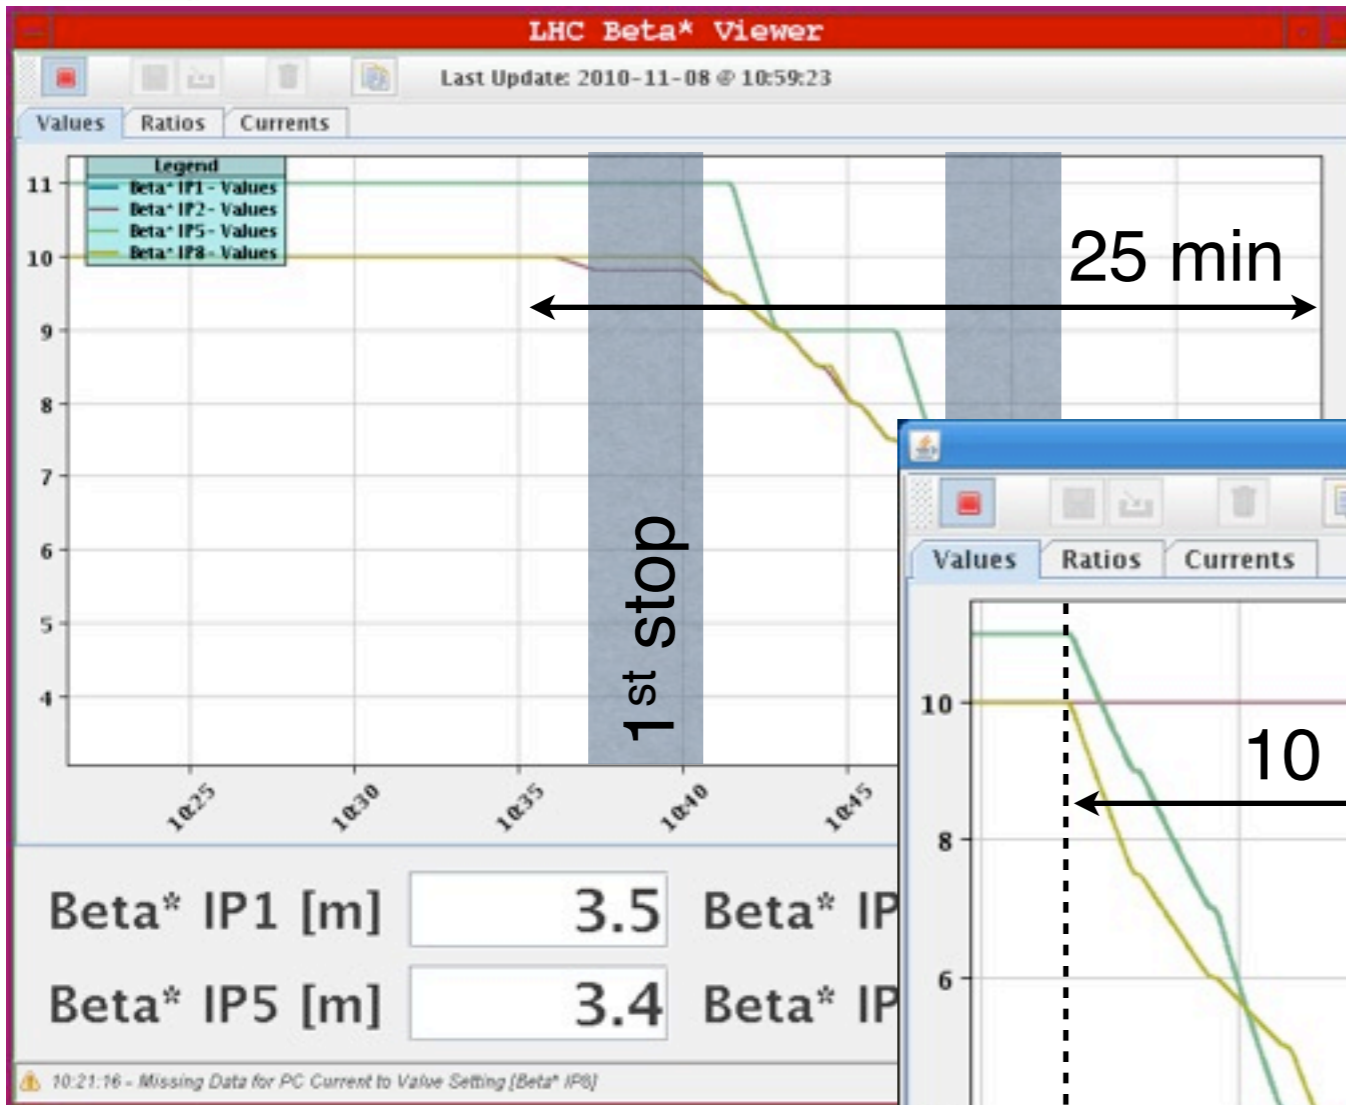 LHC Beta* Viewer
Last Update: 2010-11-08 @ 10:59:23
Values Ratios Currents
Legend
Beta* IP1 - Values
Beta* IP2 - Values
Beta* IP5 - Values
Beta* IP8 - Values
11
10
9
8
7
6
5
4
25 min
1st stop
10:25 10:30 10:35 10:40 10:45
Beta* IP1 [m] 3.5 Beta* IP
Beta* IP5 [m] 3.4 Beta* IP
10:21:16 - Missing Data for PC Current to Value Setting [Beta* IP8]
Values Ratios Currents
10
8
6
10